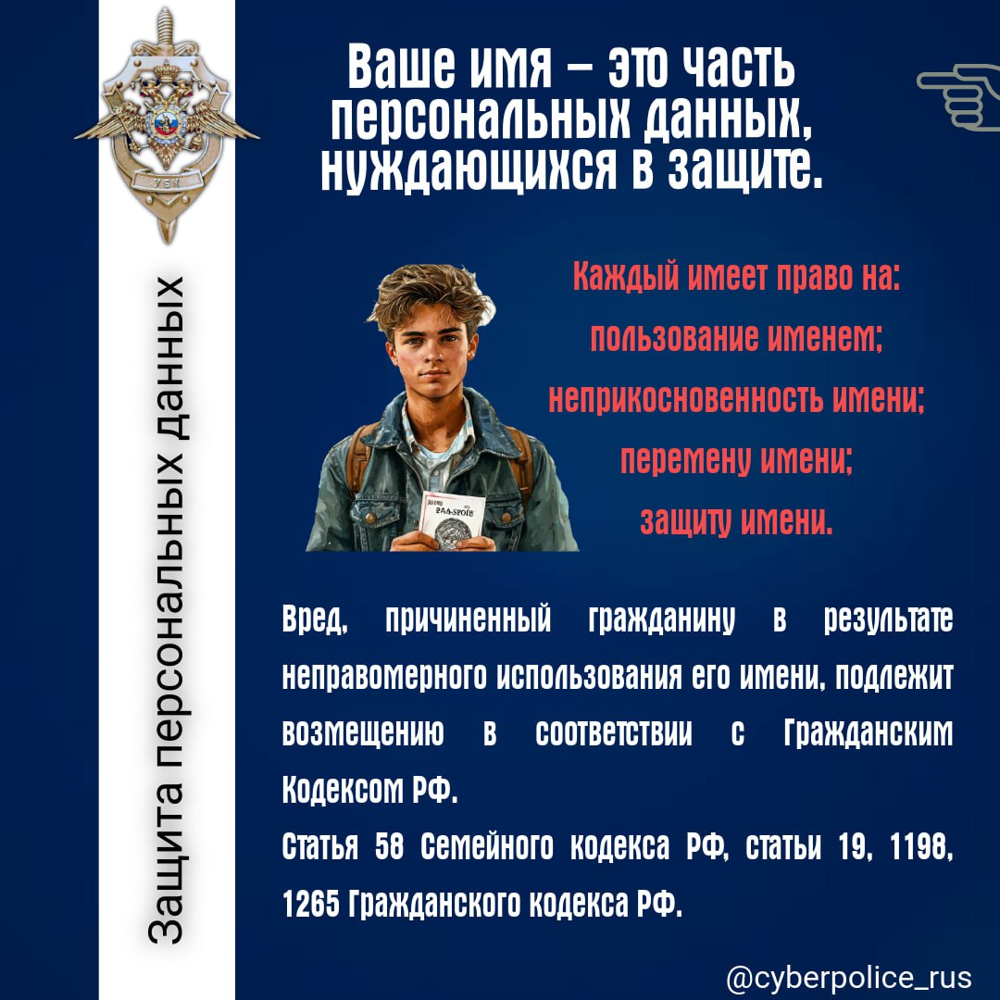 Ваше имя – это часть
персональных данных,
нуждающихся в защите.
УБК
Защита персональных данных
Каждый имеет право на:
пользование именем;
неприкосновенность имени;
перемену имени;
защиту имени.
Вред, причиненный гражданину в результате
неправомерного использования его имени, подлежит
возмещению в соответствии с Гражданским
Кодексом РФ.
Статья 58 Семейного кодекса РФ, статьи 19, 1198,
1265 Гражданского кодекса РФ.
@cyberpolice_rus